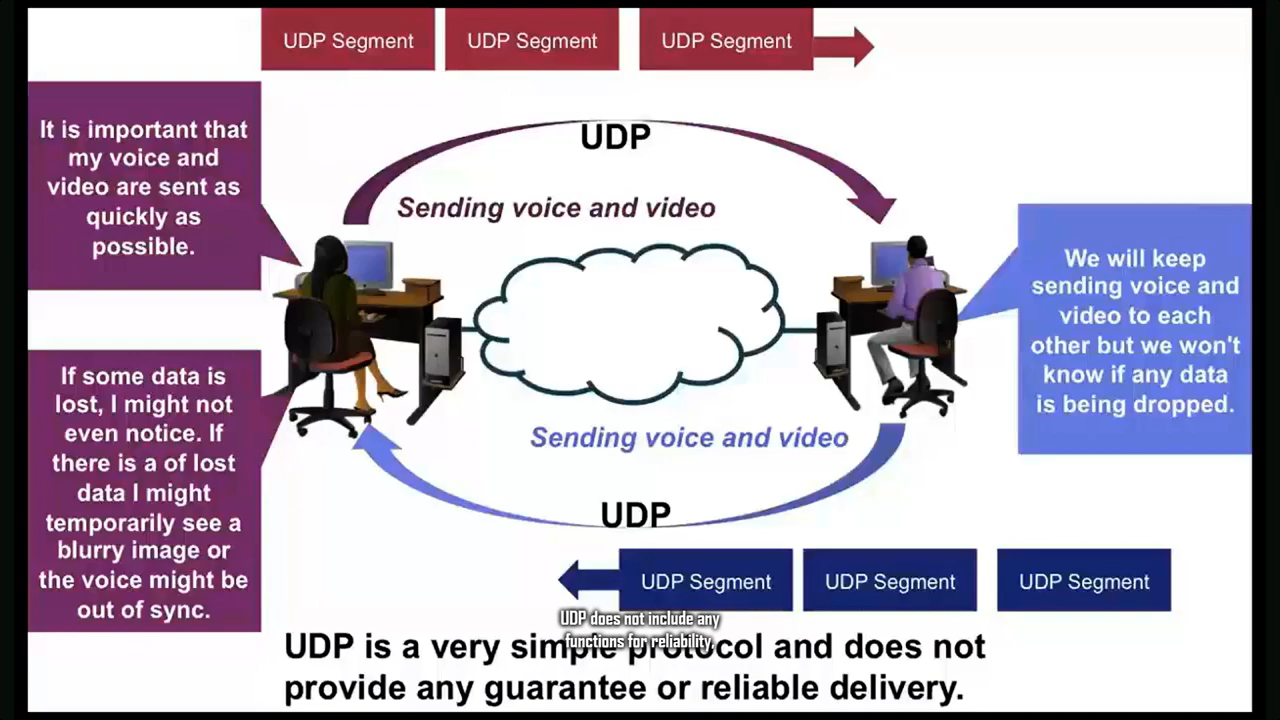 UDP Segment UDP Segment UDP Segment
It is important that
my voice and
video are sent as
quickly as
possible.
UDP
Sending voice and video
We will keep
sending voice and
video to each
other but we won't
know if any data
is being dropped.
If some data is
lost, I might not
even notice. If
there is a of lost
data I might
temporarily see a
blurry image or
the voice might be
out of sync.
Sending voice and video
UDP
UDP Segment UDP Segment UDP Segment
UDP does not include any
functions for reliability,
UDP is a very simple protocol and does not
provide any guarantee or reliable delivery.